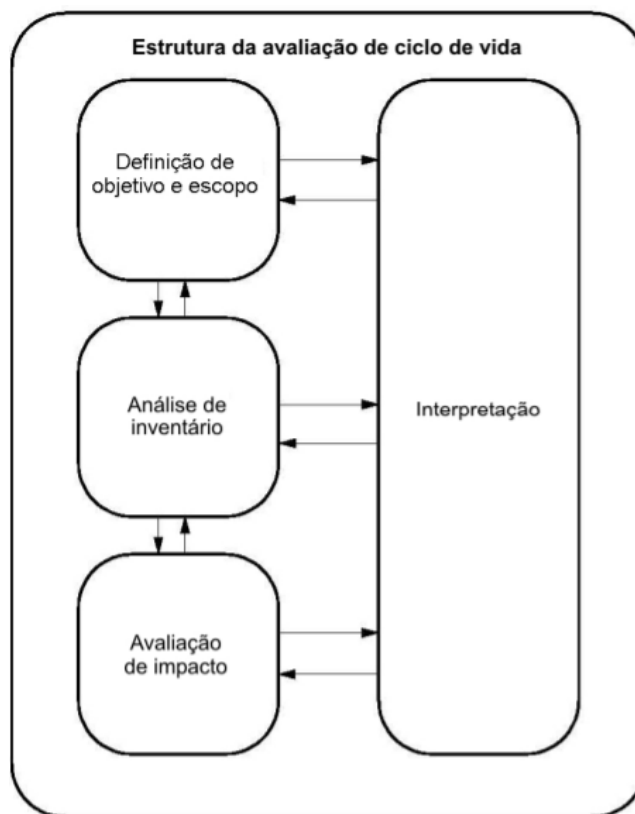 Estrutura da avaliação de ciclo de vida
Definição de
objetivo e escopo
Análise de
inventário
Interpretação
Avaliação
de impacto